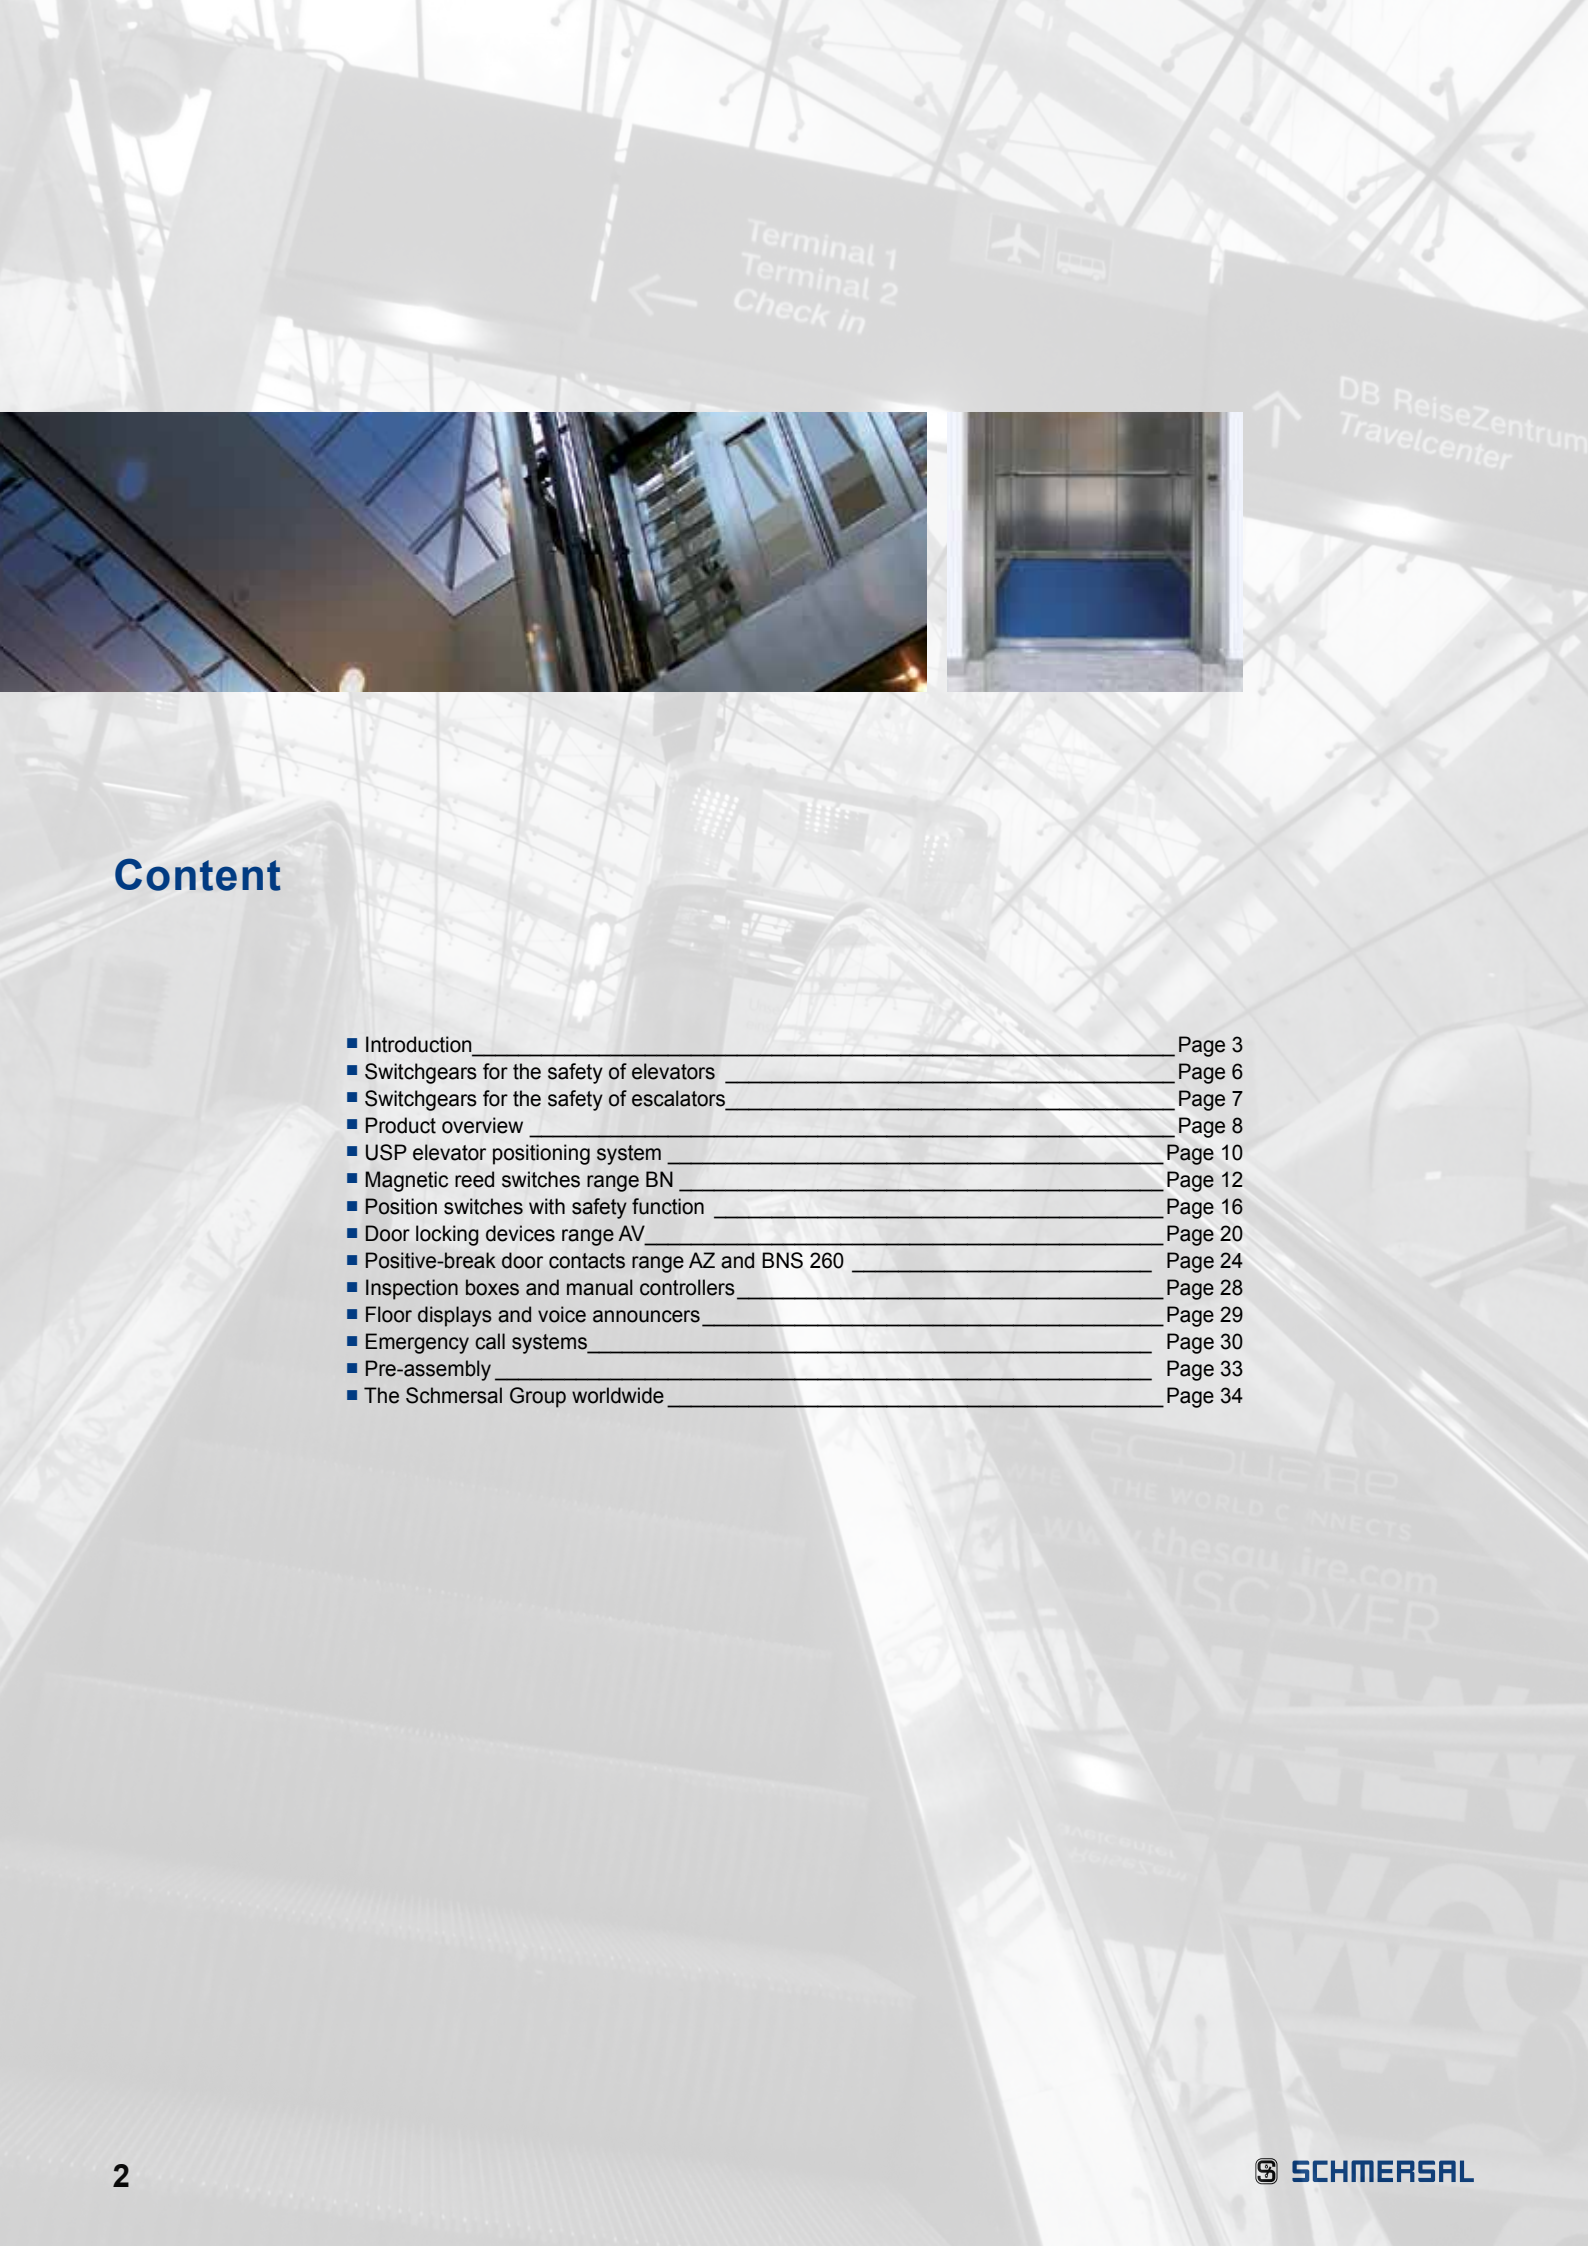 Terminal 1
Terminal 2
Check in
DB ReiseZentrum
Travelcenter
Content
Introduction Page 3
Switchgears for the safety of elevators Page 6
Switchgears for the safety of escalators Page 7
Product overview Page 8
USP elevator positioning system Page 10
Magnetic reed switches range BN Page 12
Position switches with safety function Page 16
Door locking devices range AV Page 20
Positive-break door contacts range AZ and BNS 260 Page 24
Inspection boxes and manual controllers Page 28
Floor displays and voice announcers Page 29
Emergency call systems Page 30
Pre-assembly Page 33
The Schmersal Group worldwide Page 34
THE WORLD C NNECTS
DISCOVER
NEW
2
SCHMERSAL